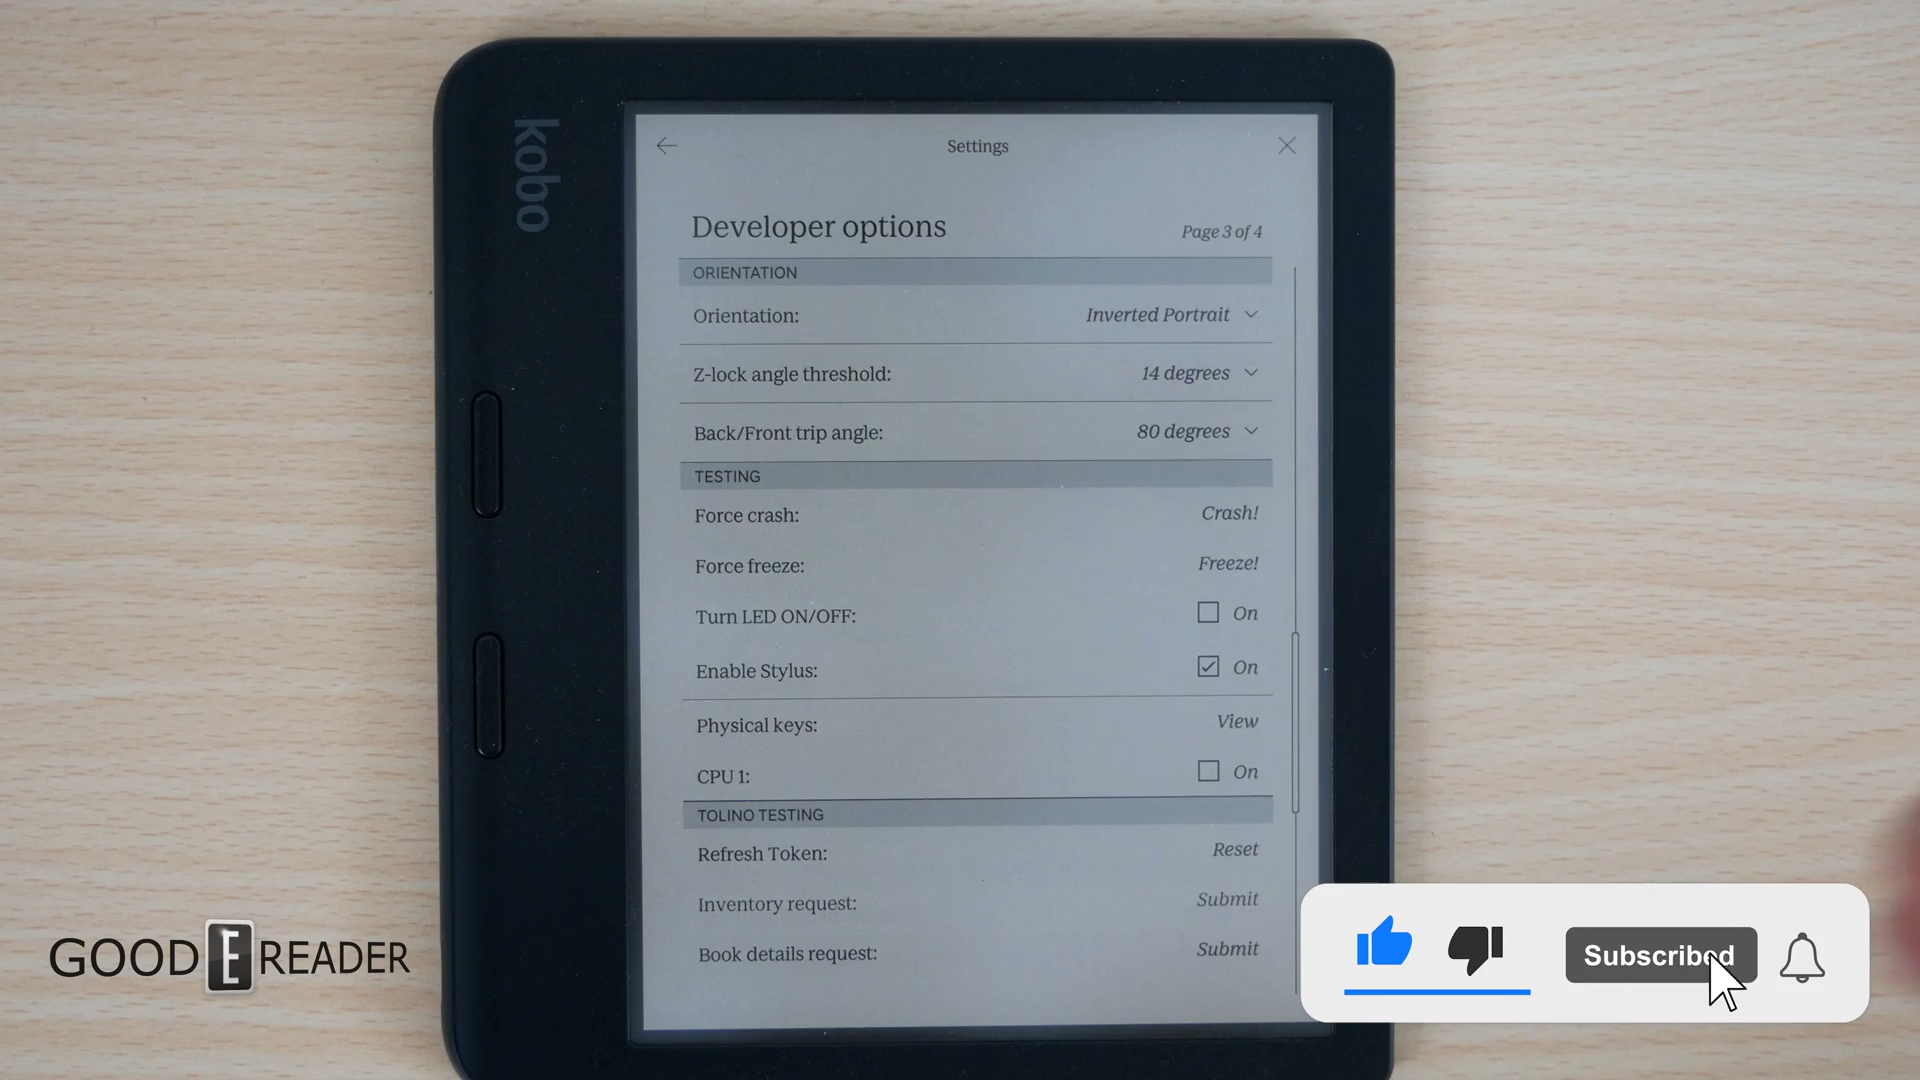 kobo
Settings
Developer options
Page 3 of 4
ORIENTATION
Orientation: Inverted Portrait
Z-lock angle threshold: 14 degrees
Back/Front trip angle: 80 degrees
TESTING
Force crash: Crash!
Force freeze: Freeze!
Turn LED ON/OFF: On
Enable Stylus: On
Physical keys: View
CPU 1: On
TOLINO TESTING
Refresh Token: Reset
Inventory request: Submit
Book details request: Submit
GOOD E READER
Subscribed